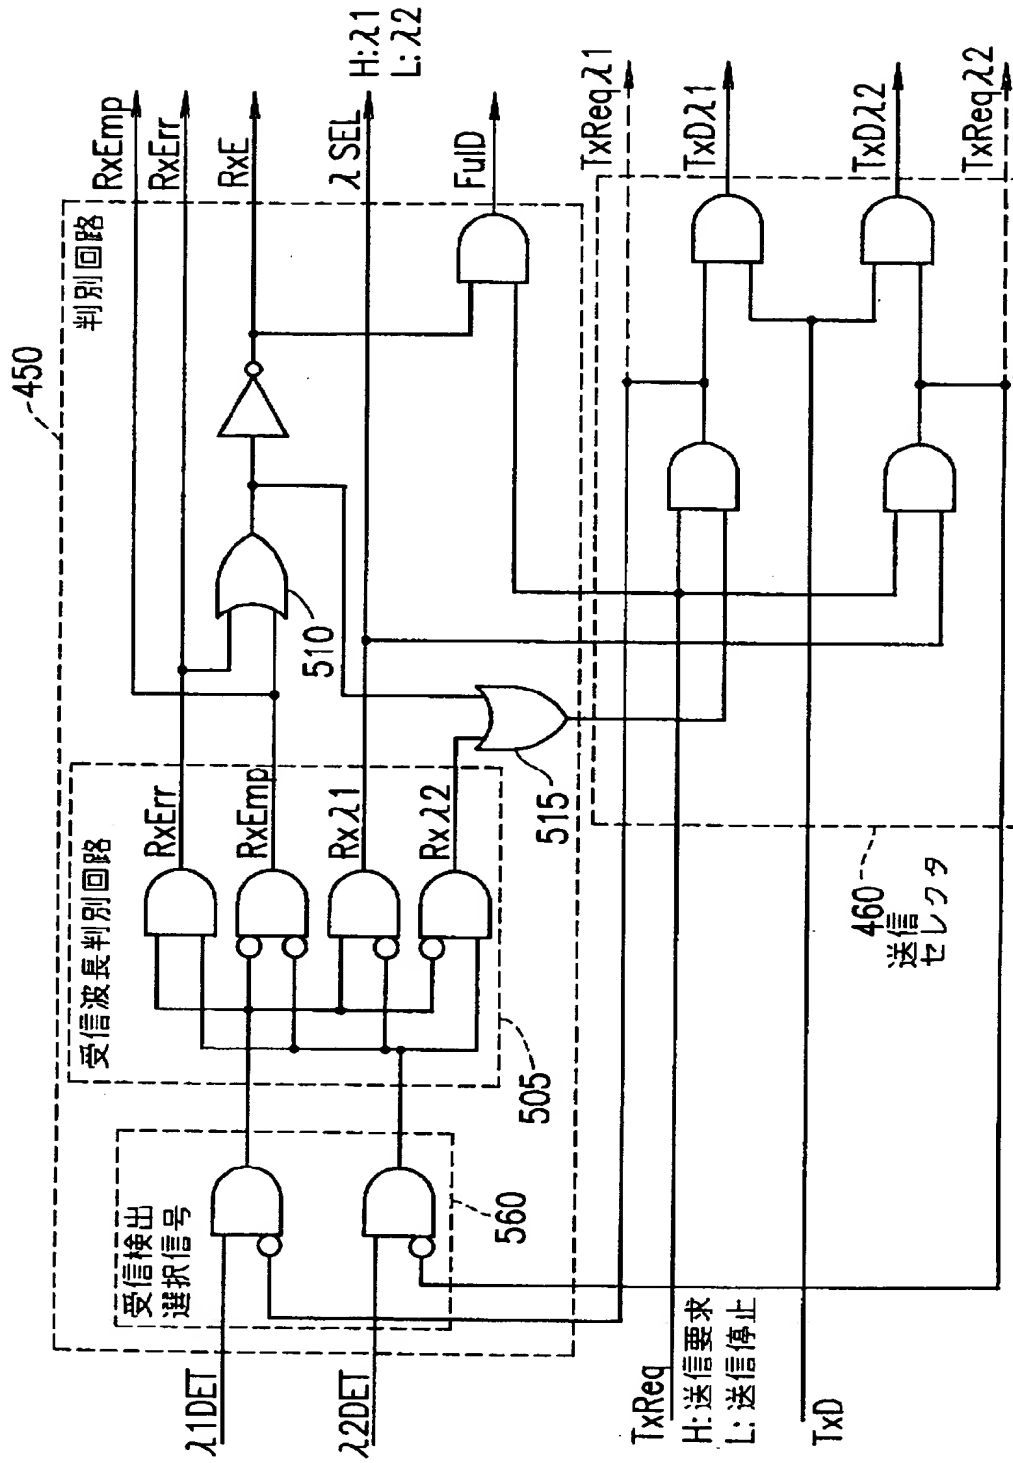 450
判別回路
RxEmp
RxErr
RxE
λ SEL
H:λ1
L:λ2
FulD
受信波長判別回路
RxErr
RxEmp
Rxλ1
Rxλ2
510
515
505
受信検出
選択信号
560
λ1DET
λ2DET
TxReqλ1
TxDλ1
TxDλ2
TxReqλ2
460
送信
セレクタ
TxReq
H:送信要求
L:送信停止
TxD